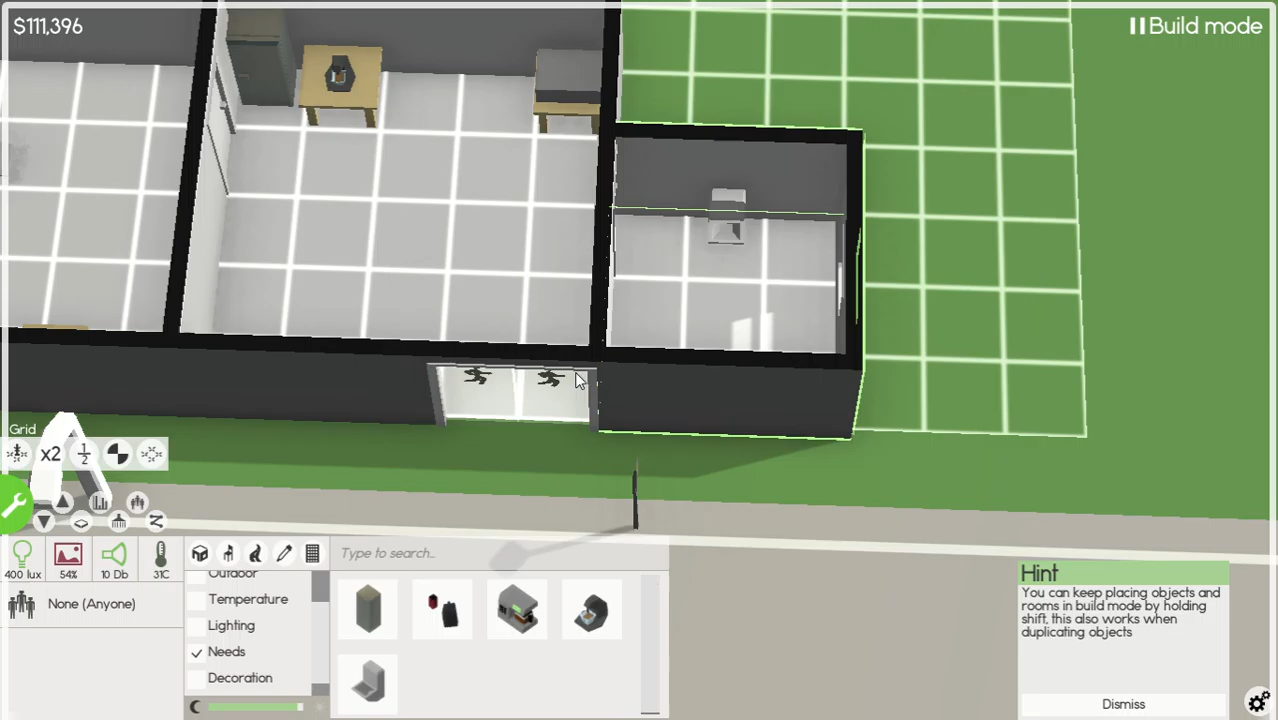 $111,396
Build mode
Grid
x2
1/2
400 lux
54%
10 Db
31C
None (Anyone)
Outdoor
Temperature
Lighting
Needs
Decoration
Type to search..
Hint
You can keep placing objects and
rooms in build mode by holding
shift, this also works when
duplicating objects
Dismiss